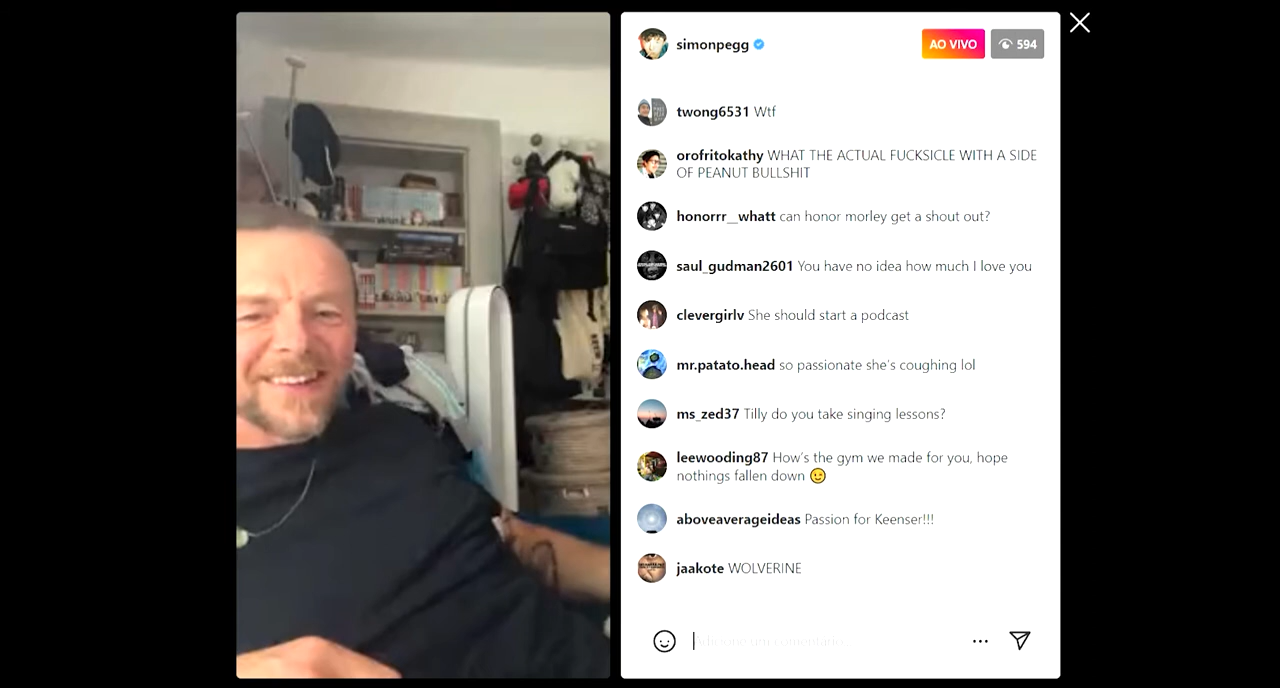 simonpegg
AO VIVO
594
twong6531 Wtf
orofritokathy WHAT THE ACTUAL FUCKSICLE WITH A SIDE
OF PEANUT BULLSHIT
honorrr__whatt can honor morley get a shout out?
saul_gudman2601 You have no idea how much I love you
clevergirlv She should start a podcast
mr.patato.head so passionate she's coughing lol
ms_zed37 Tilly do you take singing lessons?
leewooding87 How's the gym we made for you, hope
nothings fallen down 😉
aboveaverageideas Passion for Keenser!!!
jaakote WOLVERINE